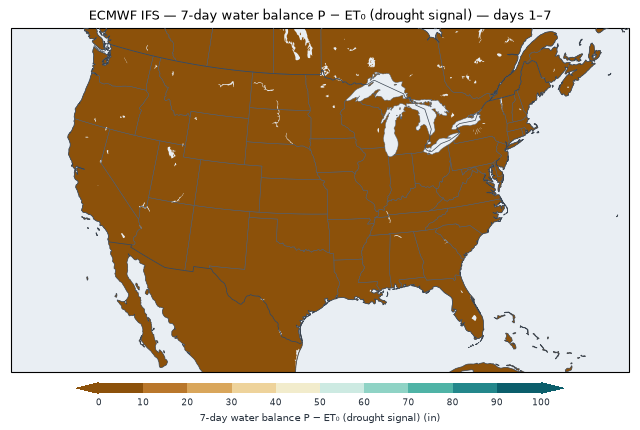 ECMWF IFS — 7-day water balance P − ET₀ (drought signal) — days 1–7
0 10 20 30 40 50 60 70 80 90 100
7-day water balance P − ET₀ (drought signal) (in)